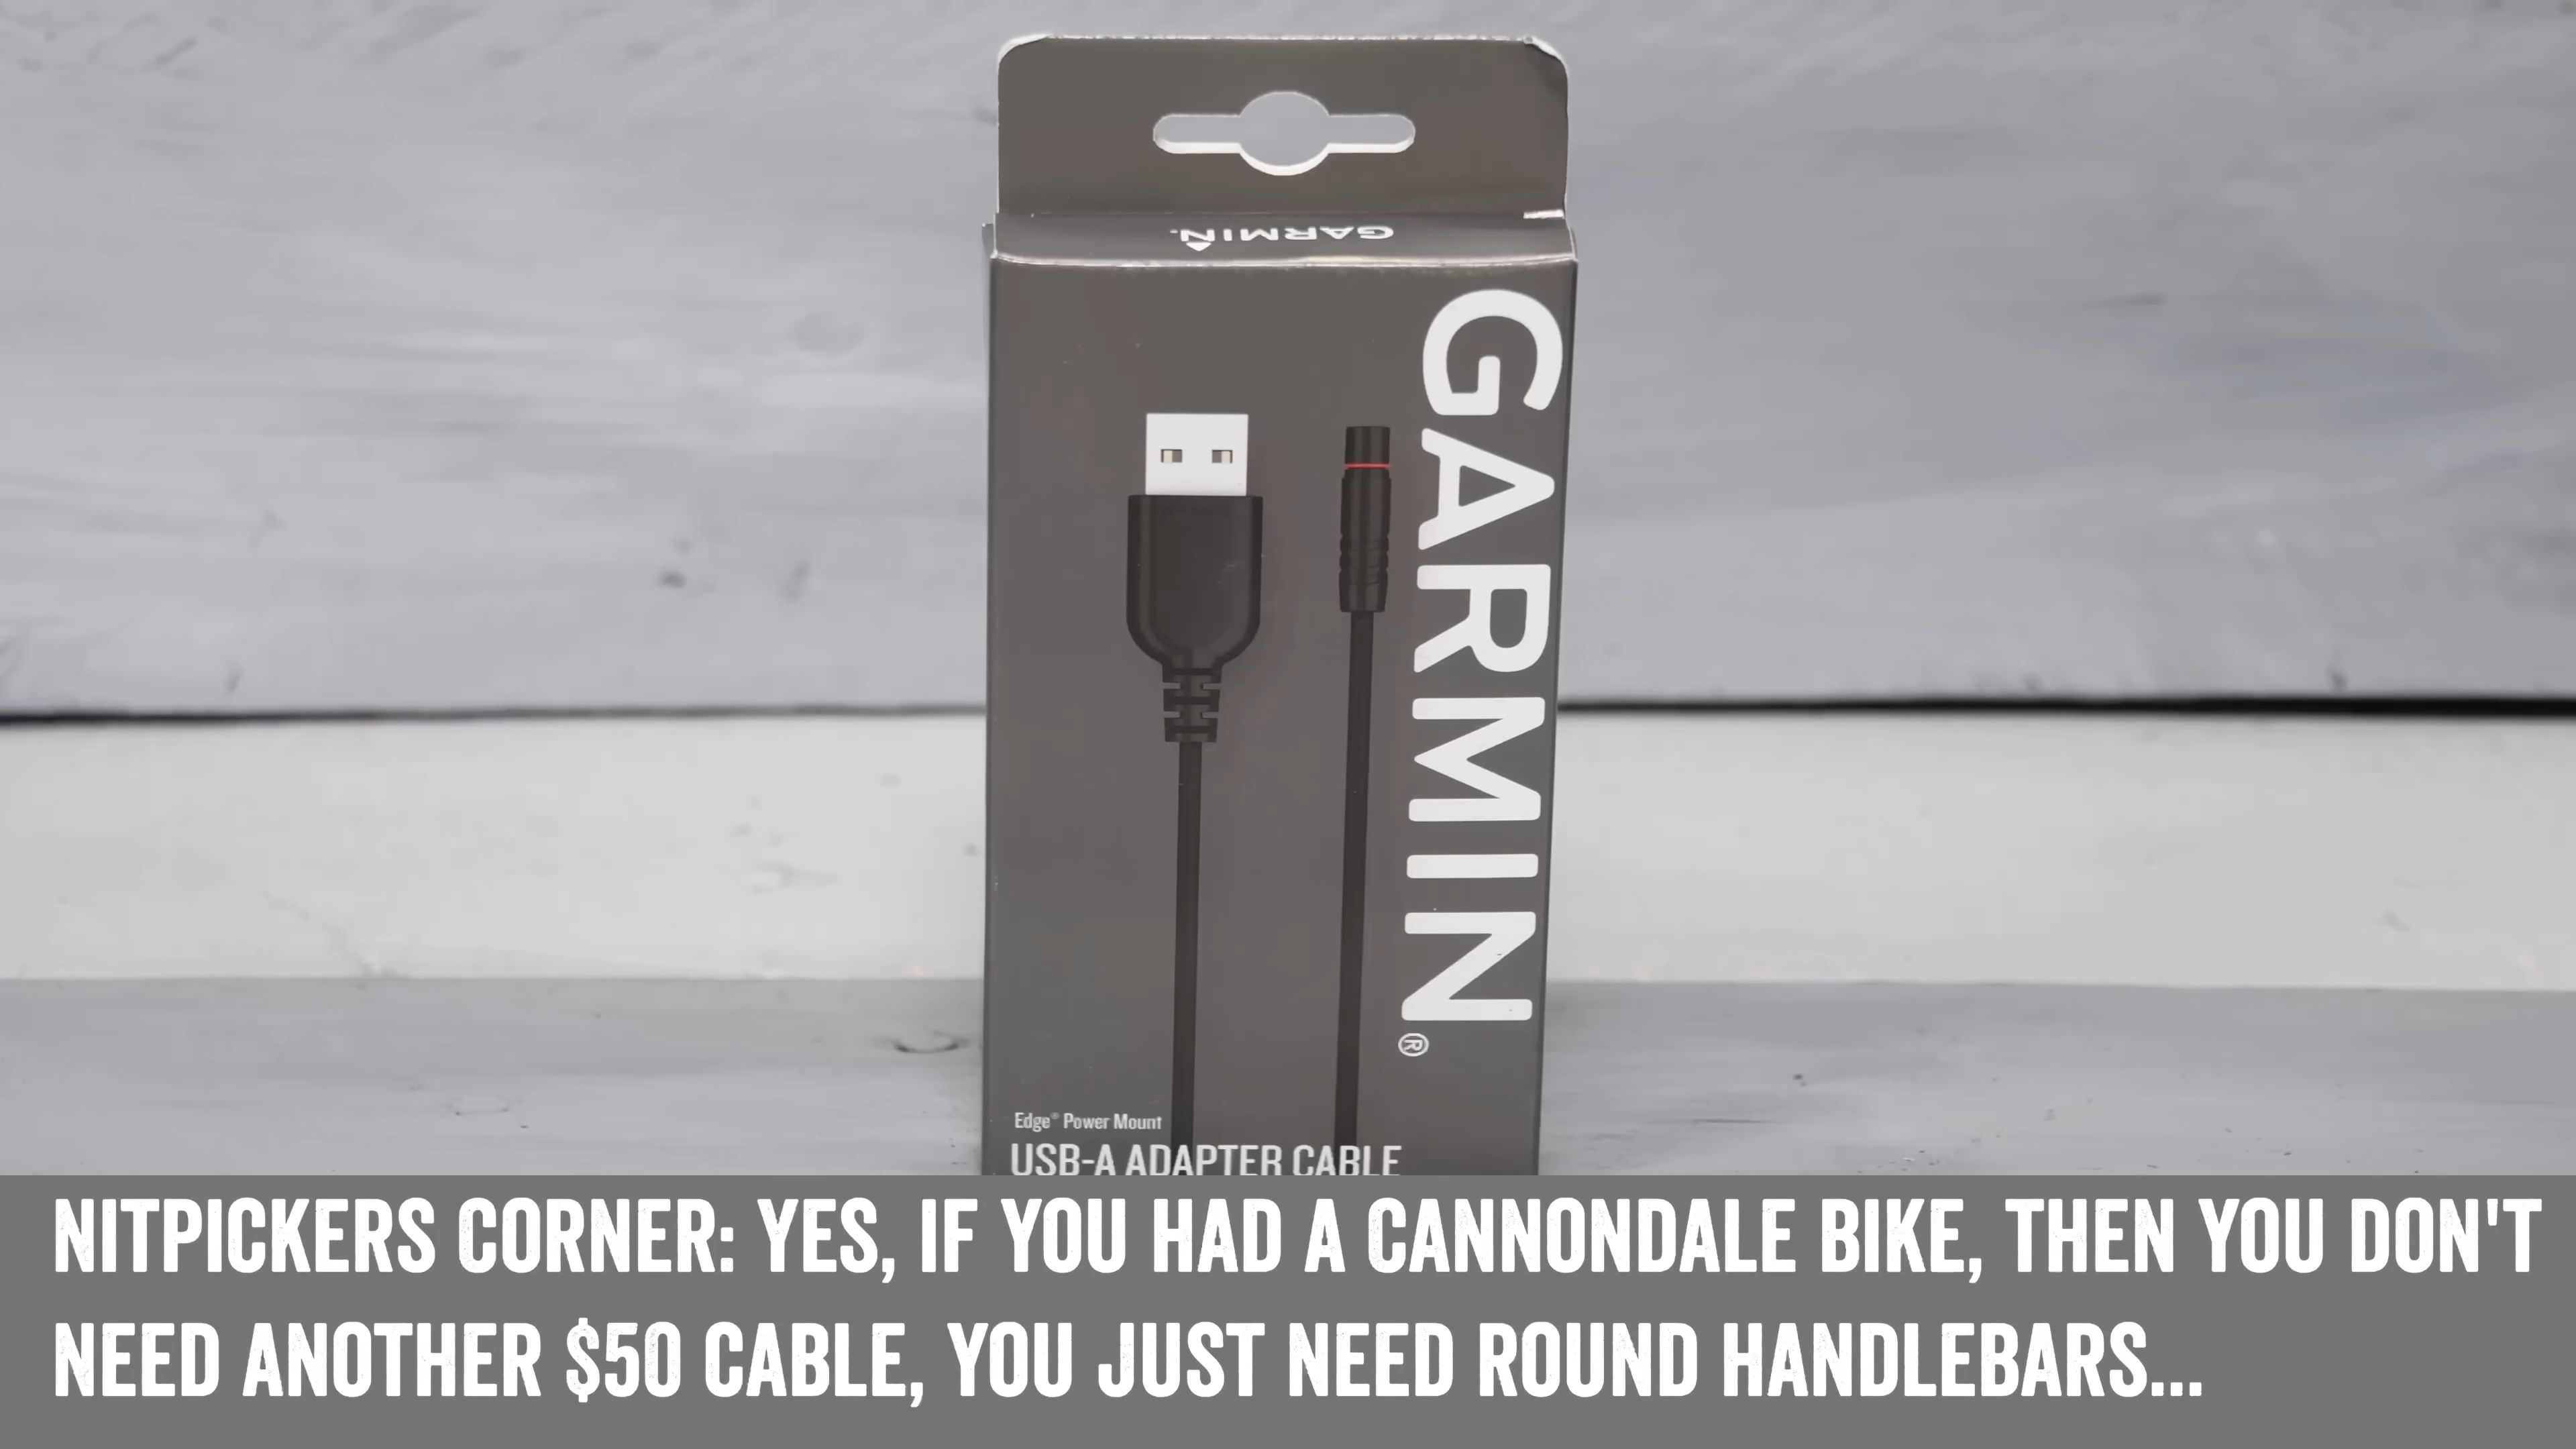 GARMIN.
GARMIN®
Edge® Power Mount
USB-A ADAPTER CABLE
NITPICKERS CORNER: YES, IF YOU HAD A CANNONDALE BIKE, THEN YOU DON'T
NEED ANOTHER $50 CABLE, YOU JUST NEED ROUND HANDLEBARS...